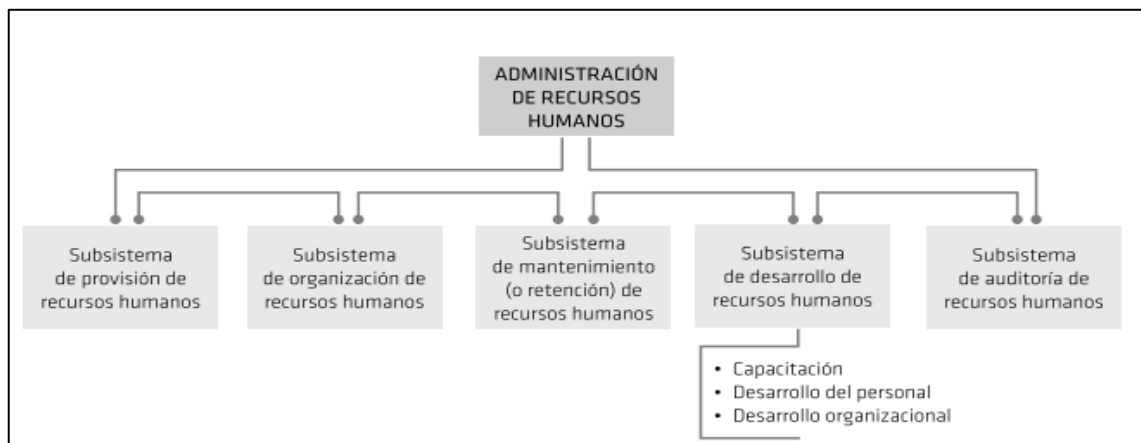 ADMINISTRACIÓN
DE RECURSOS
HUMANOS
Subsistema
de provisión de
recursos humanos
Subsistema
de organización de
recursos humanos
Subsistema
de mantenimiento
(o retención) de
recursos humanos
Subsistema
de desarrollo de
recursos humanos
Subsistema
de auditoría de
recursos humanos
• Capacitación
• Desarrollo del personal
• Desarrollo organizacional